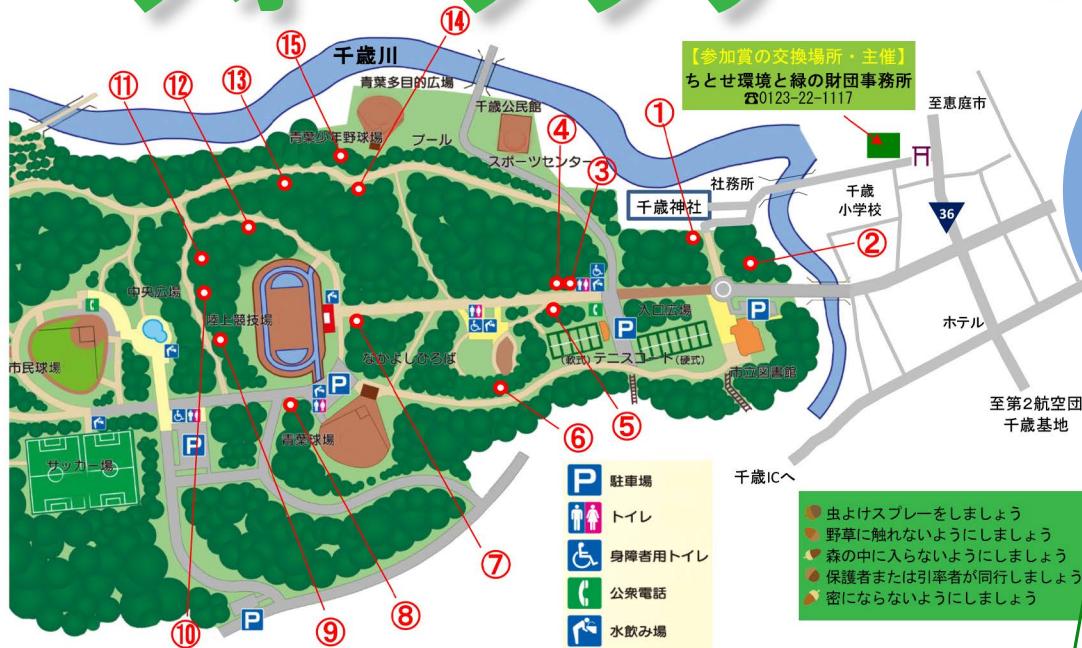 ⑭
⑮
千歳川
【参加賞の交換場所・主催】
ちとせ環境と緑の財団事務所
☎0123-22-1117
⑪
⑫
⑬
青葉多目的広場
千歳公民館
至恵庭市
青葉少年野球場
プール
④
①
スポーツセンター
③
社務所
千歳神社
千歳
小学校
36
②
中央広場
陸上競技場
入口広場
P
P
ホテル
市民球場
なかよしひろば
(軟式)テニスコート(硬式)
市立図書館
P
至第2航空団
千歳基地
青葉球場
⑥
⑤
P
サッカー場
千歳ICへ
P 駐車場
トイレ
身障者用トイレ
公衆電話
水飲み場
虫よけスプレーをしましょう
野草に触れないようにしましょう
森の中に入らないようにしましょう
保護者または引率者が同行しましょう
密にならないようにしましょう
⑦
⑧
⑨
⑩
P